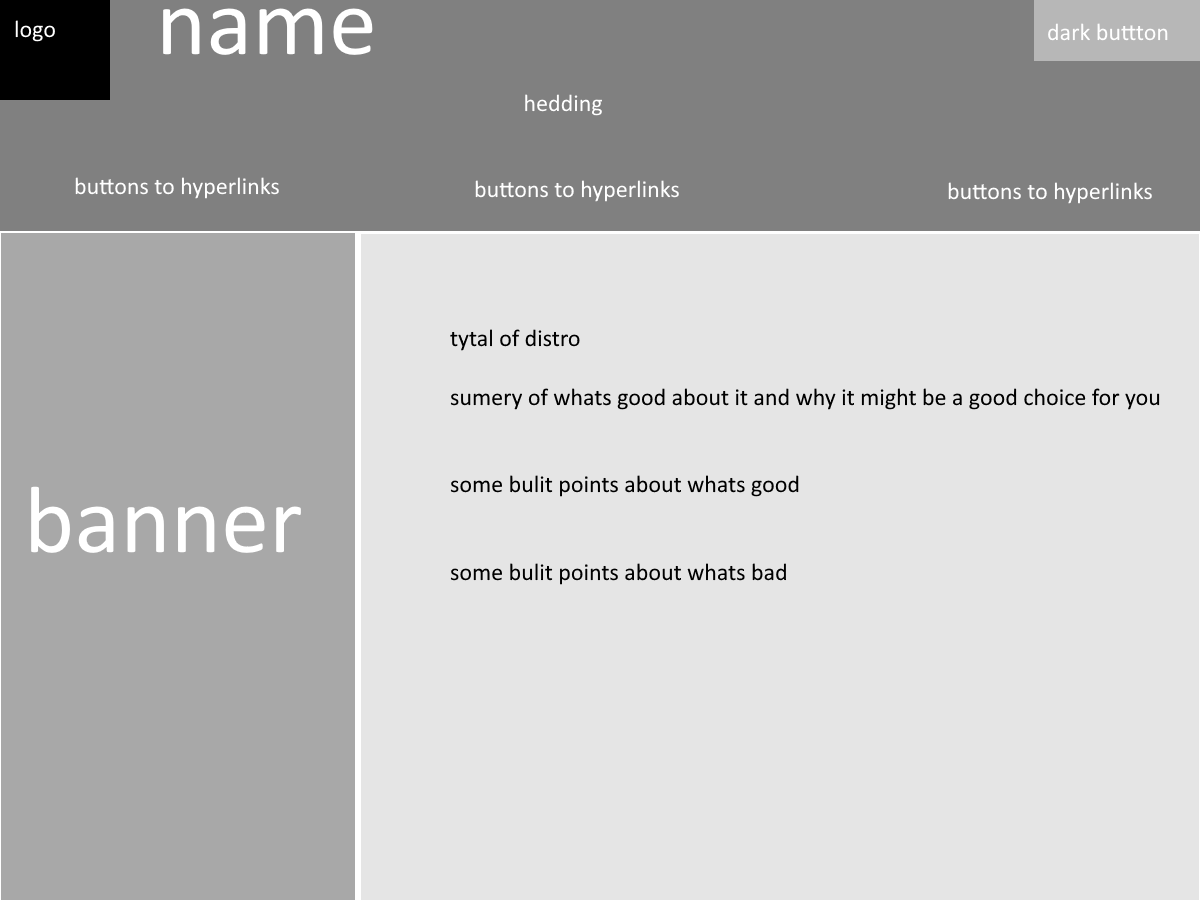 logo
name
dark buttton
hedding
buttons to hyperlinks
buttons to hyperlinks
buttons to hyperlinks
banner
tytal of distro
sumery of whats good about it and why it might be a good choice for you
some bulit points about whats good
some bulit points about whats bad